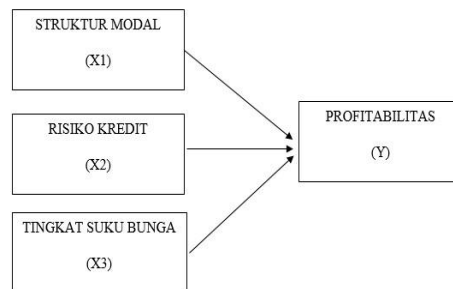 STRUKTUR MODAL
(X1)
RISIKO KREDIT
(X2)
TINGKAT SUKU BUNGA
(X3)
PROFITABILITAS
(Y)